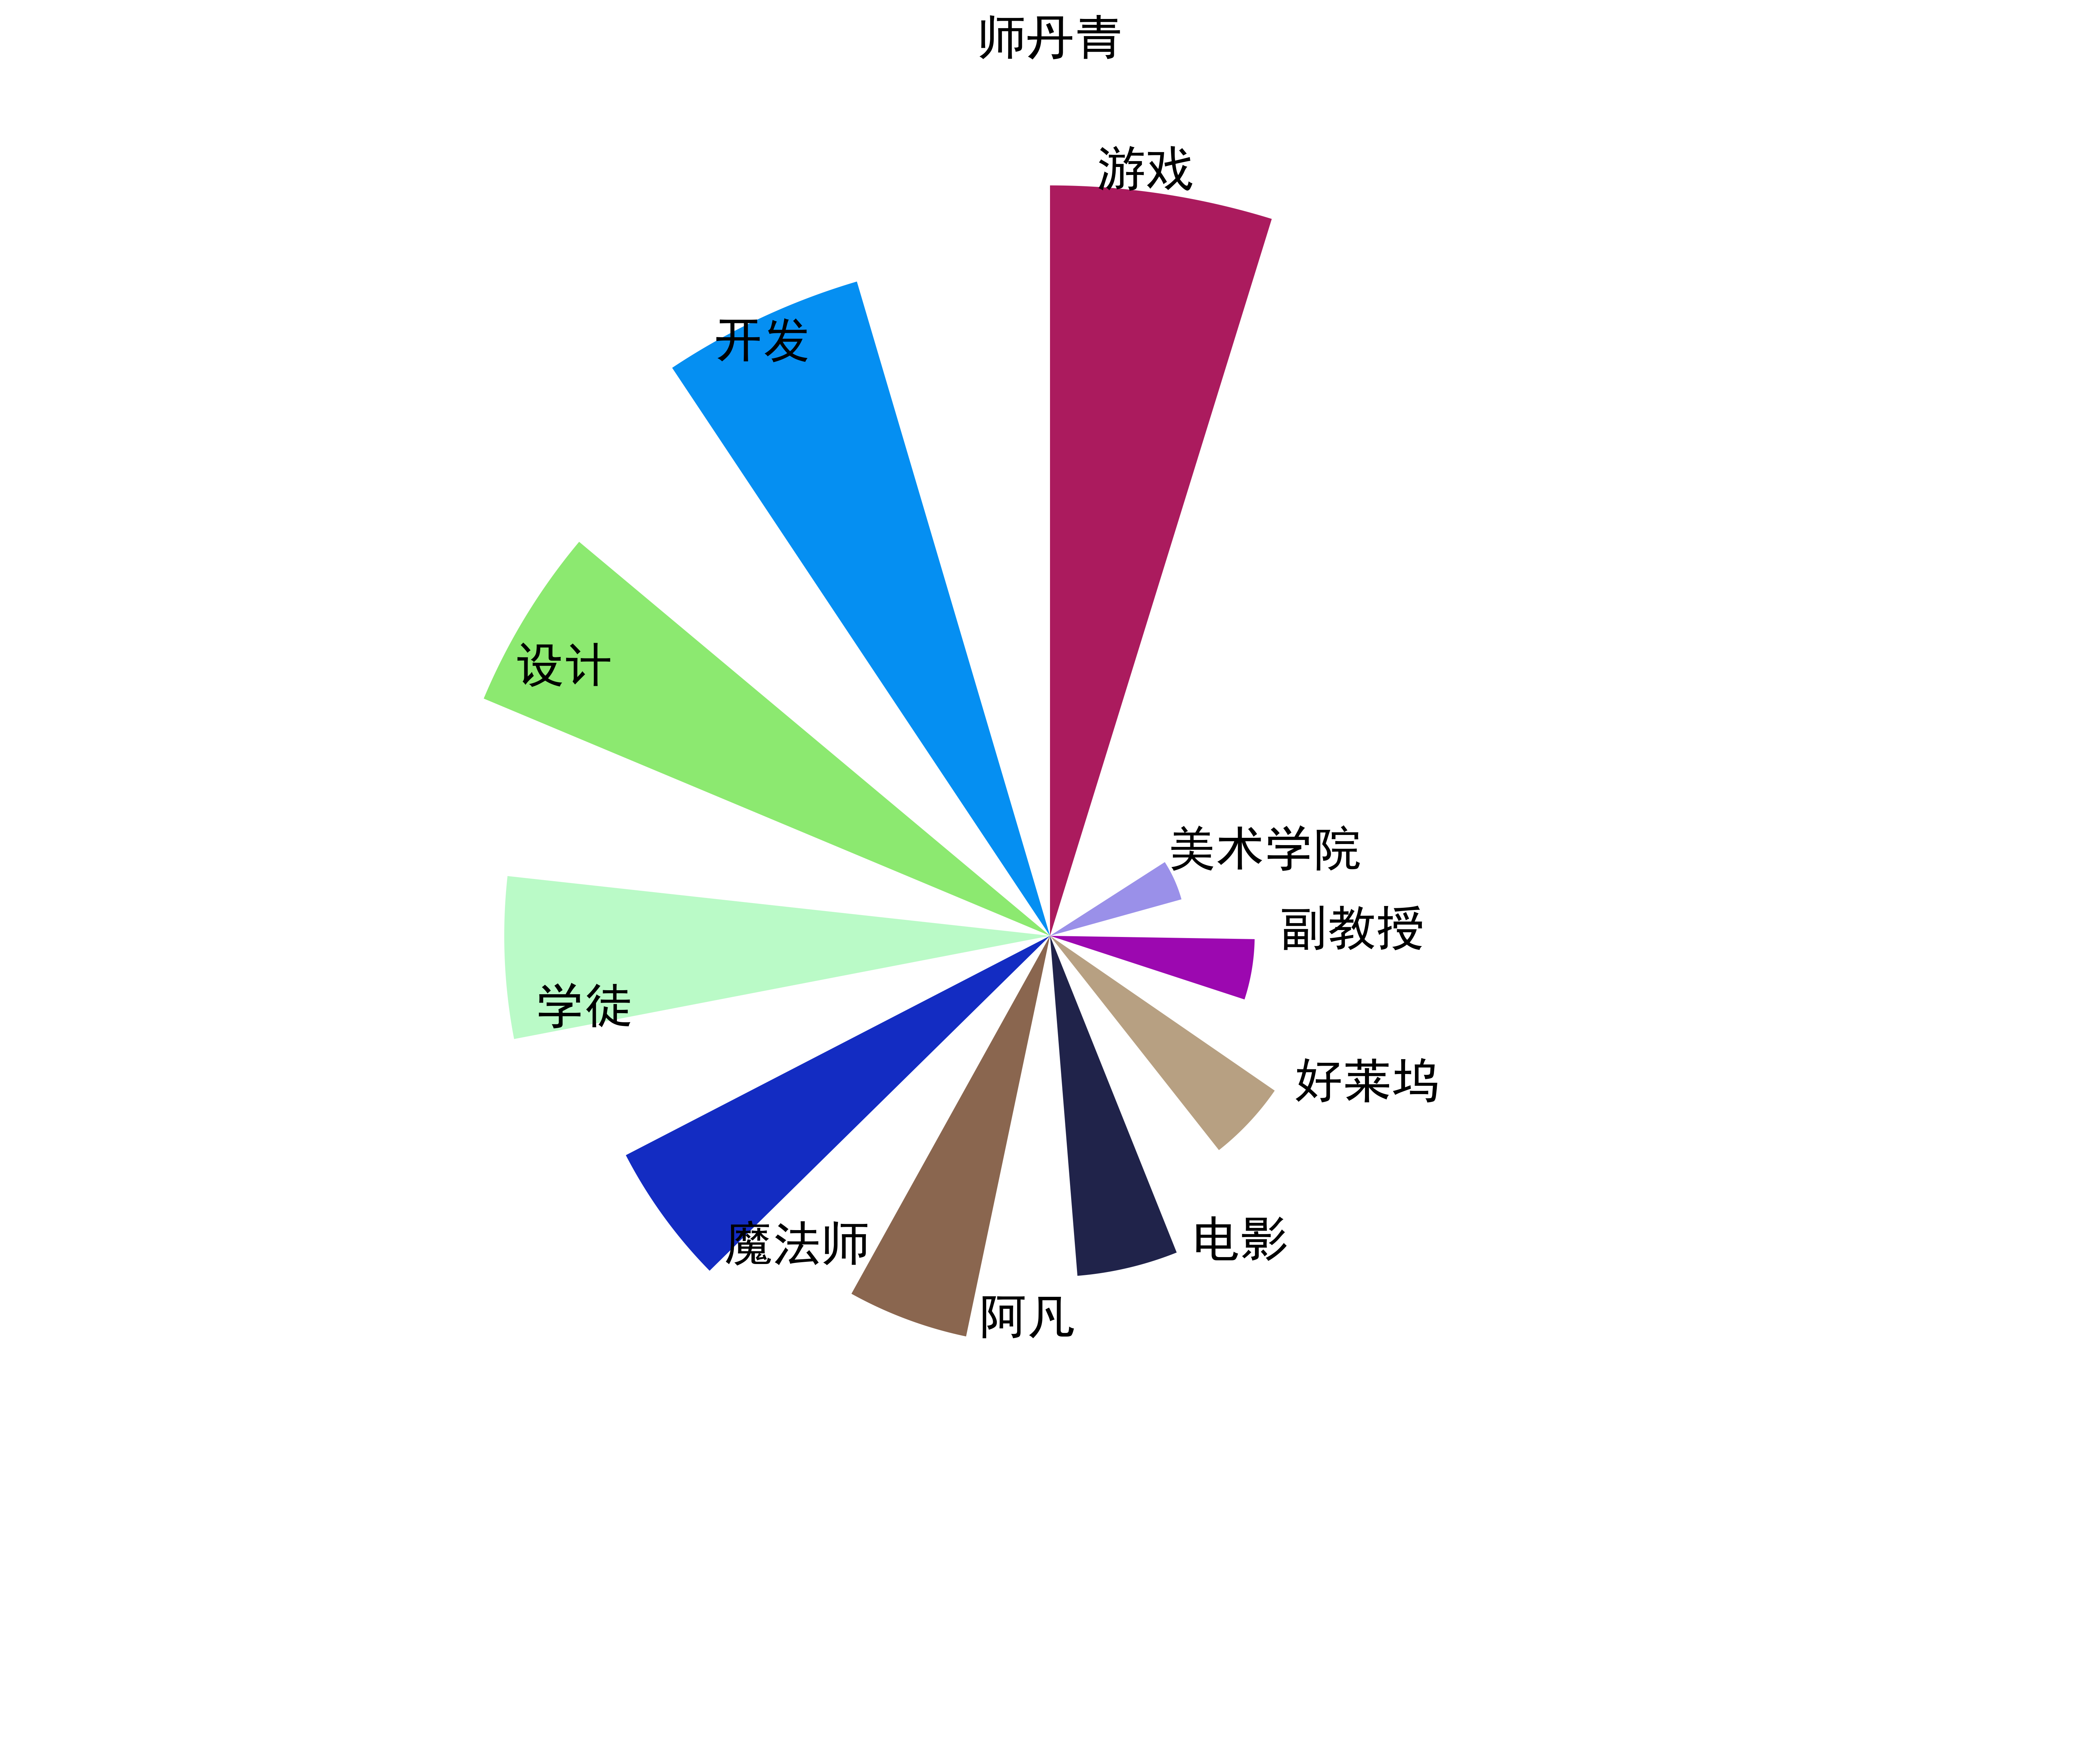 师丹青
游戏
开发
设计
美术学院
副教授
学徒
好莱坞
魔法师
电影
阿凡